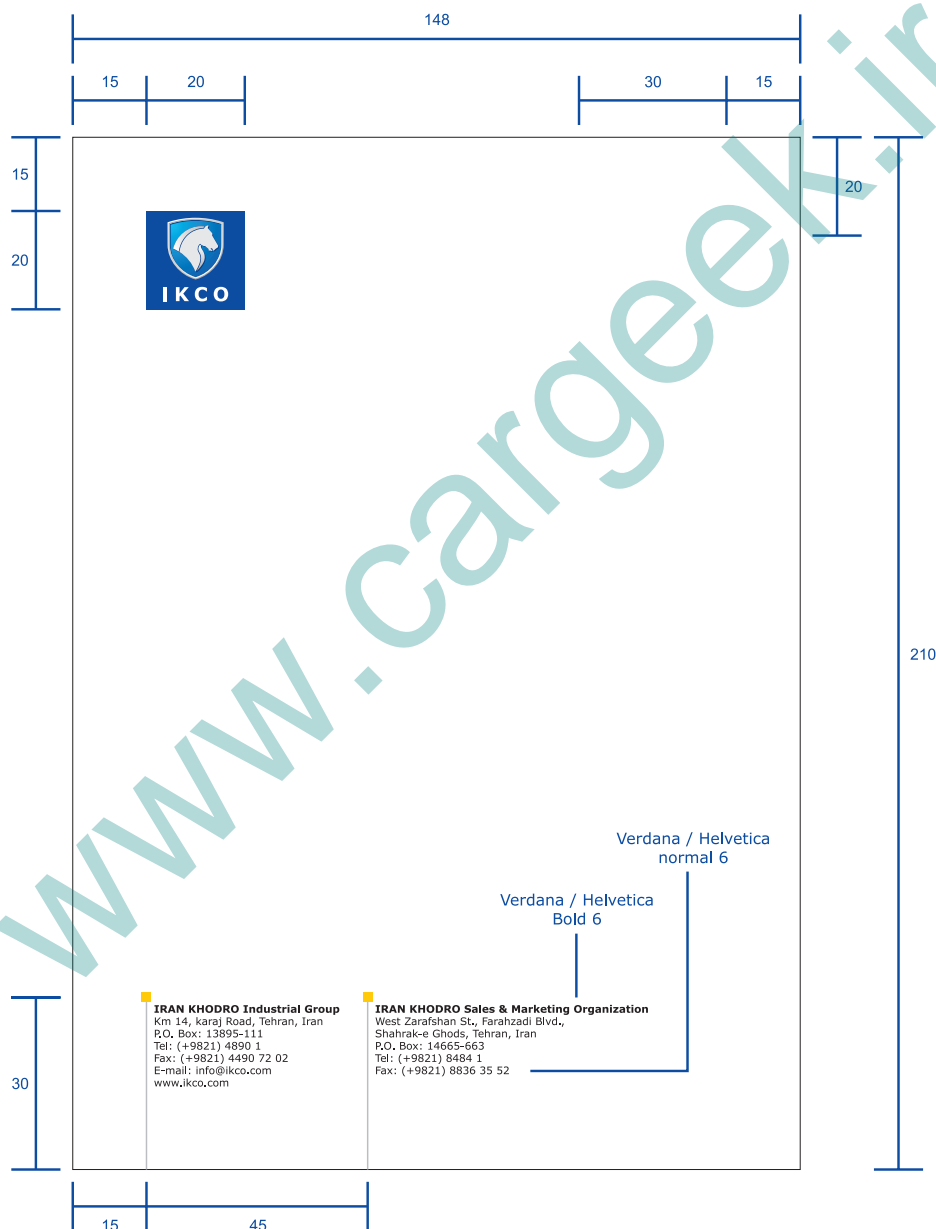 148
15
20
30
15
15
20
20
IKCO
210
Verdana / Helvetica
normal 6
Verdana / Helvetica
Bold 6
IRAN KHODRO Industrial Group
Km 14, karaj Road, Tehran, Iran
P.O. Box: 13895-111
Tel: (+9821) 4890 1
Fax: (+9821) 4490 72 02
E-mail: info@ikco.com
www.ikco.com
IRAN KHODRO Sales & Marketing Organization
West Zarafshan St., Farahzadi Blvd.,
Shahrak-e Ghods, Tehran, Iran
P.O. Box: 14665-663
Tel: (+9821) 8484 1
Fax: (+9821) 8836 35 52
30
15
45
www.cargeek.ir